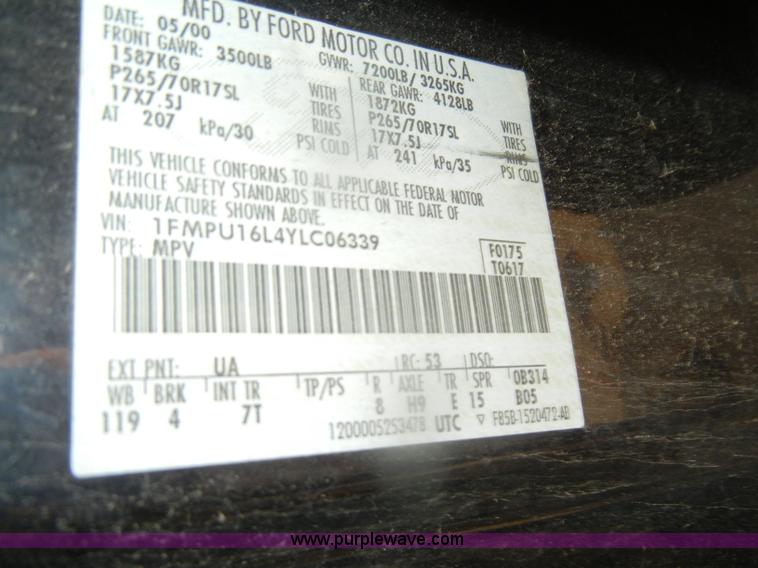 MFD. BY FORD MOTOR CO. IN U.S.A.
DATE: 05/00 GVWR: 7200LB/ 3265KG
FRONT GAWR: 3500LB REAR GAWR: 4128LB
1587KG WITH 1872KG WITH
P265/70R17SL TIRES P265/70R17SL TIRES
17X7.5J RIMS 17X7.5J RIMS
AT 207 kPa/30 PSI COLD AT 241 kPa/35 PSI COLD
THIS VEHICLE CONFORMS TO ALL APPLICABLE FEDERAL MOTOR
VEHICLE SAFETY STANDARDS IN EFFECT ON THE DATE OF
MANUFACTURE SHOWN ABOVE.
VIN: 1FMPU16L4YLC06339
TYPE: MPV F0175
T0617
EXT PNT: UA RC: 53 DSO:
WB BRK INT TR TP/PS R AXLE TR SPR 0B314
119 4 7T 8 H9 E 15 B05
1200005253478 UTC ▽ F85B-1520472-AB
www.purplewave.com